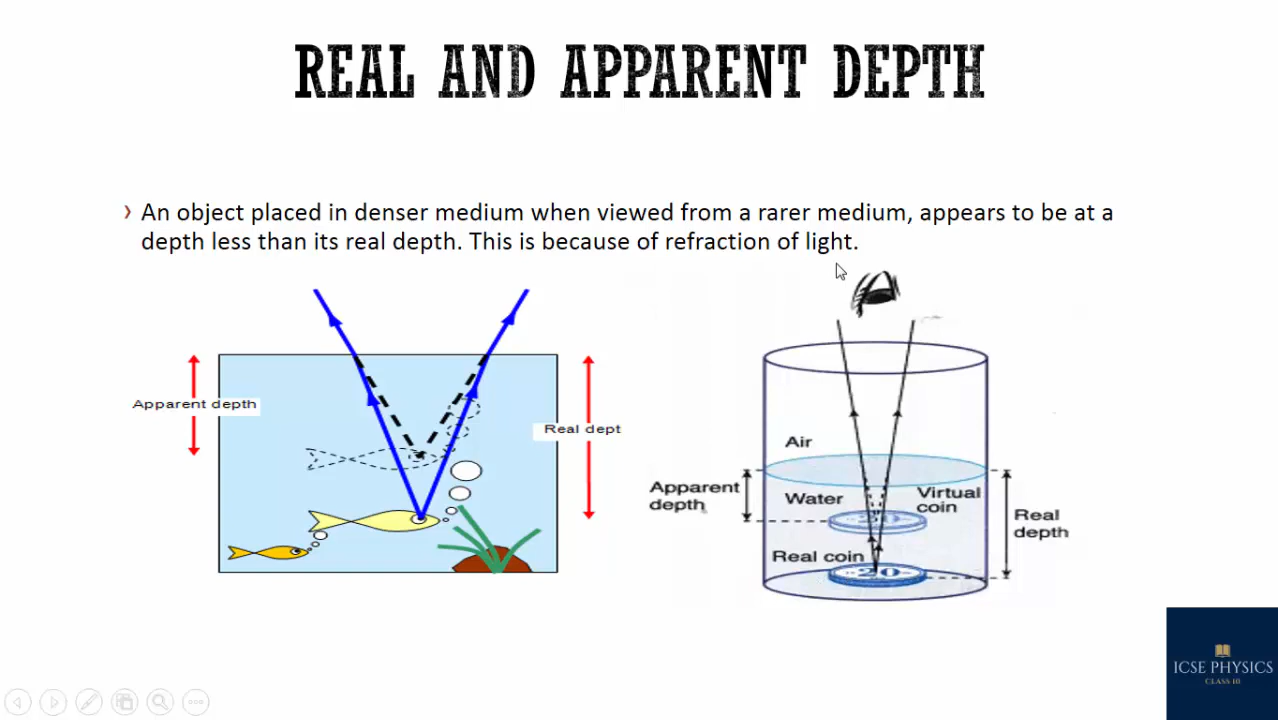 REAL AND APPARENT DEPTH
› An object placed in denser medium when viewed from a rarer medium, appears to be at a
depth less than its real depth. This is because of refraction of light.
Apparent depth
Real dept
Air
Apparent
depth
Water
Virtual
coin
Real
depth
Real coin
20
20
ICSE PHYSICS
CLASS 10